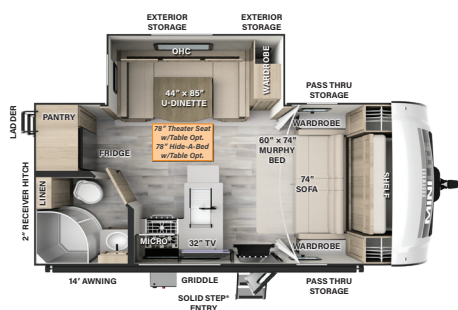 EXTERIOR
STORAGE
EXTERIOR
STORAGE
OHC
WARDROBE
44" x 85"
U-DINETTE
PASS THRU
STORAGE
LADDER
PANTRY
78" Theater Seat
w/Table Opt.
78" Hide-A-Bed
w/Table Opt.
WARDROBE
60" x 74"
MURPHY
BED
FRIDGE
74"
SOFA
SHELF
MINI
2" RECEIVER HITCH
LINEN
MICRO
32" TV
WARDROBE
14' AWNING
GRIDDLE
PASS THRU
STORAGE
SOLID STEP®
ENTRY